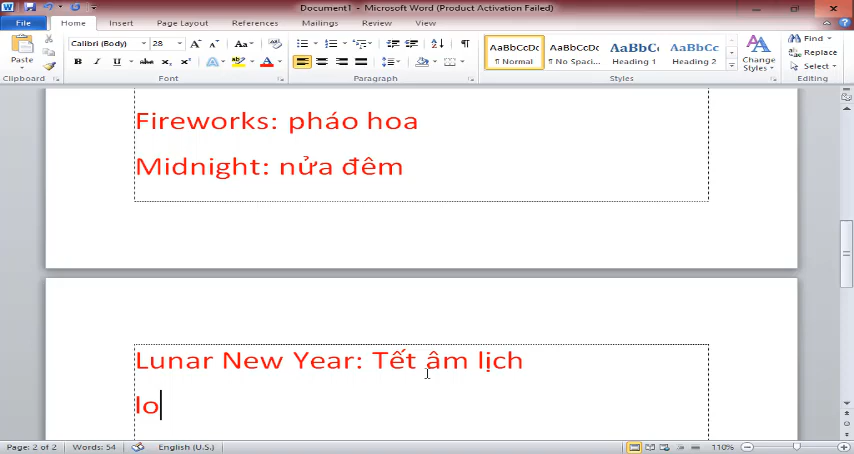 Document1 - Microsoft Word (Product Activation Failed)
File Home Insert Page Layout References Mailings Review View
Calibri (Body) 28 Find
Paste Replace
Select
AaBbCcDc AaBbCcDc AaBbCc AaBbCc
¶ Normal ¶ No Spaci... Heading 1 Heading 2 Change Styles
Clipboard Font Paragraph Styles Editing
Fireworks: pháo hoa
Midnight: nửa đêm
Lunar New Year: Tết âm lịch
lo
Page: 2 of 2 Words: 54 English (U.S.) 110%